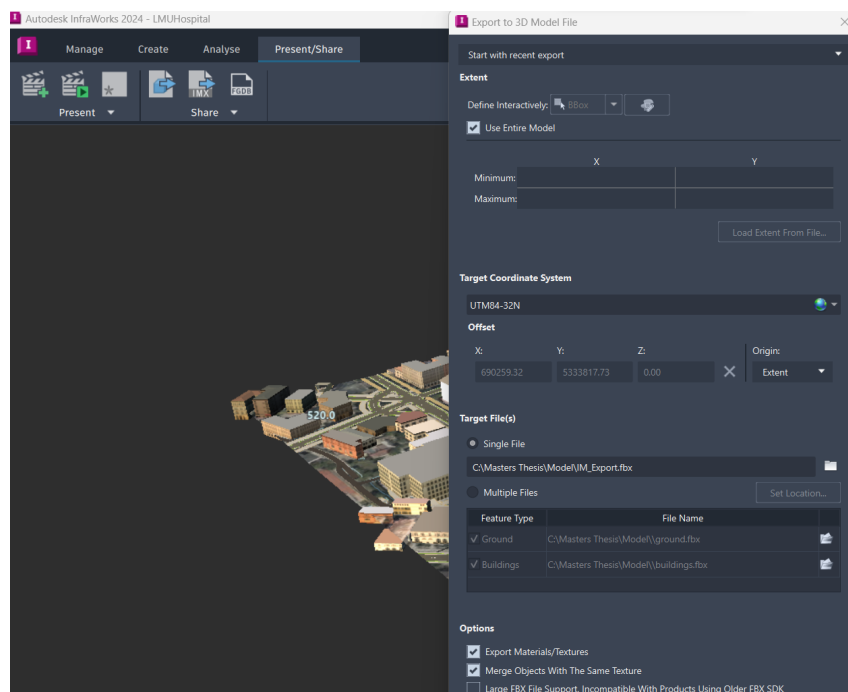 I Autodesk InfraWorks 2024 - LMUHospital
I Manage Create Analyse Present/Share
IMX FGDB
Present Share
520.0
I Export to 3D Model File
Start with recent export
Extent
Define Interactively: BBox
Use Entire Model
X Y
Minimum:
Maximum:
Load Extent From File...
Target Coordinate System
UTM84-32N
Offset
X: Y: Z: Origin:
690259.32 5333817.73 0.00 Extent
Target File(s)
Single File
C:\Masters Thesis\Model\IM_Export.fbx
Multiple Files Set Location...
Feature Type File Name
Ground C:\Masters Thesis\Model\\ground.fbx
Buildings C:\Masters Thesis\Model\\buildings.fbx
Options
Export Materials/Textures
Merge Objects With The Same Texture
Large FBX File Support. Incompatible With Products Using Older FBX SDK